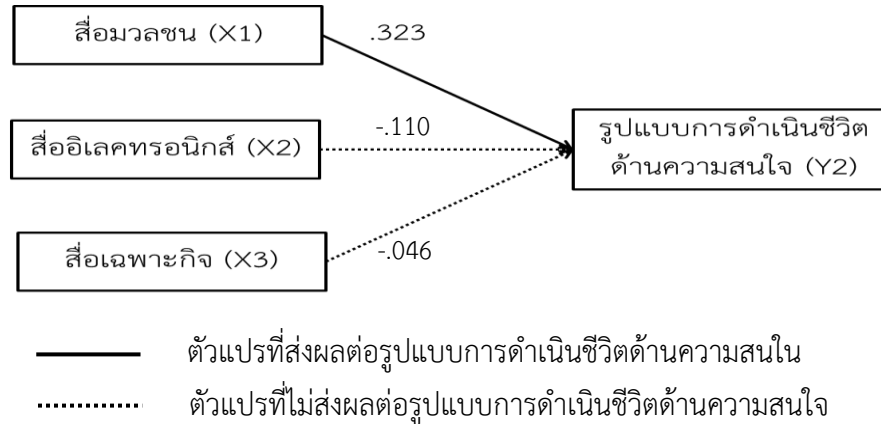 สื่อมวลชน (X1)
.323
สื่ออิเลคทรอนิกส์ (X2)
-.110
รูปแบบการดำเนินชีวิต
ด้านความสนใจ (Y2)
สื่อเฉพาะกิจ (X3)
-.046
ตัวแปรที่ส่งผลต่อรูปแบบการดำเนินชีวิตด้านความสนใน
ตัวแปรที่ไม่ส่งผลต่อรูปแบบการดำเนินชีวิตด้านความสนใจ